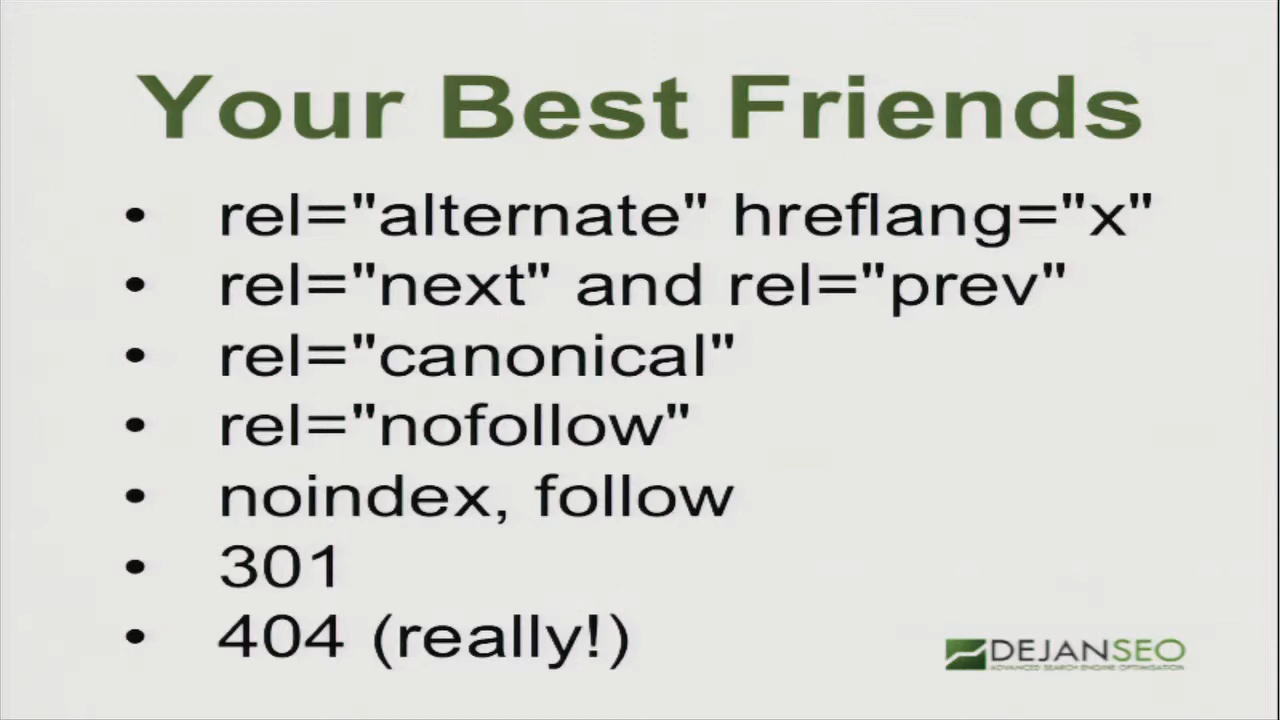 Your Best Friends
• rel="alternate" hreflang="x"
• rel="next" and rel="prev"
• rel="canonical"
• rel="nofollow"
• noindex, follow
• 301
• 404 (really!)
DEJANSEO
ADVANCED SEARCH ENGINE OPTIMISATION